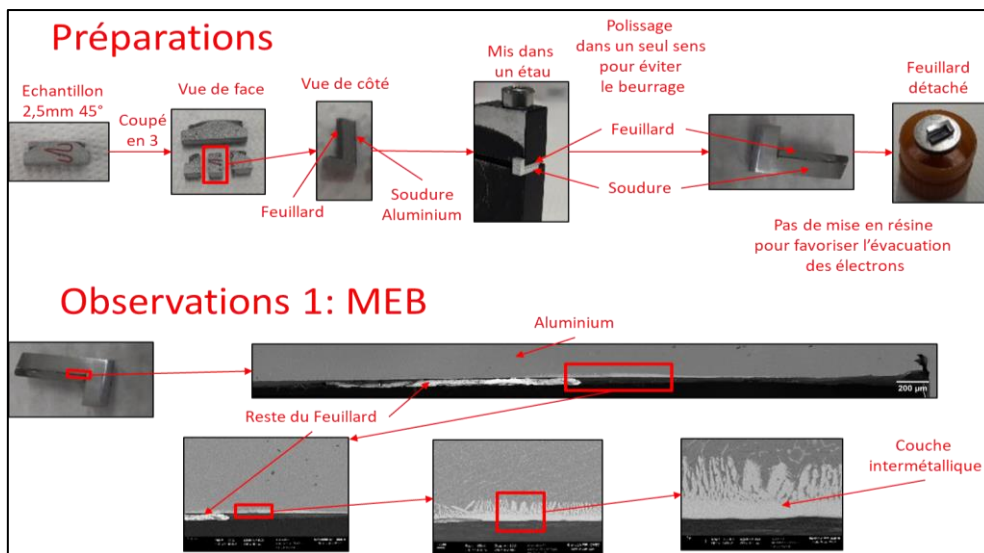 Préparations
Echantillon
2,5mm 45°
Coupé
en 3
Vue de face
Vue de côté
Feuillard
Soudure
Aluminium
Mis dans
un étau
Polissage
dans un seul sens
pour éviter
le beurrage
Feuillard
Soudure
Feuillard
détaché
Pas de mise en résine
pour favoriser l'évacuation
des électrons
Observations 1: MEB
Aluminium
200 µm
Reste du Feuillard
Couche
intermétallique